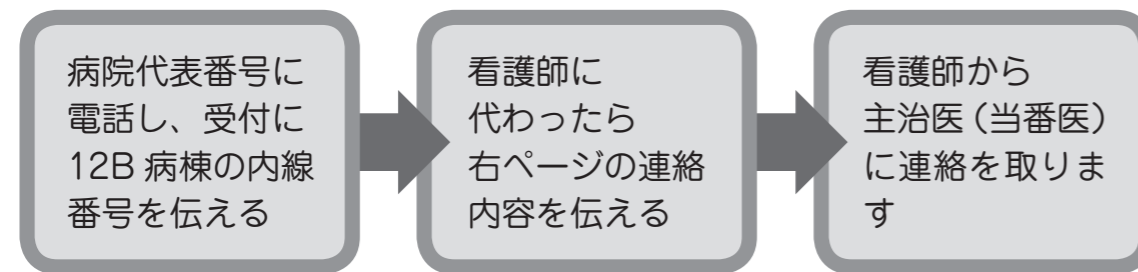 病院代表番号に
電話し、受付に
12B 病棟の内線
番号を伝える
看護師に
代わったら
右ページの連絡
内容を伝える
看護師から
主治医（当番医）
に連絡を取りま
す